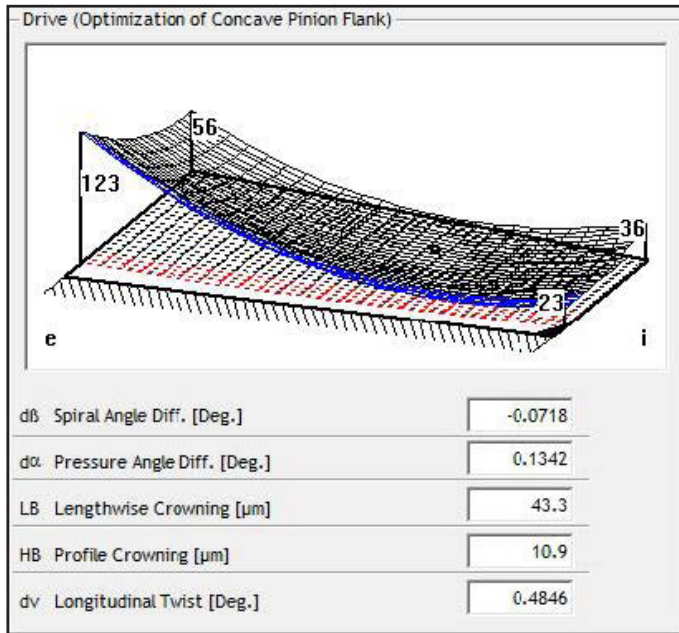 Drive (Optimization of Concave Pinion Flank)
56
123
36
23
e
i
dß Spiral Angle Diff. [Deg.] -0.0718
dα Pressure Angle Diff. [Deg.] 0.1342
LB Lengthwise Crowning [µm] 43.3
HB Profile Crowning [µm] 10.9
dv Longitudinal Twist [Deg.] 0.4846